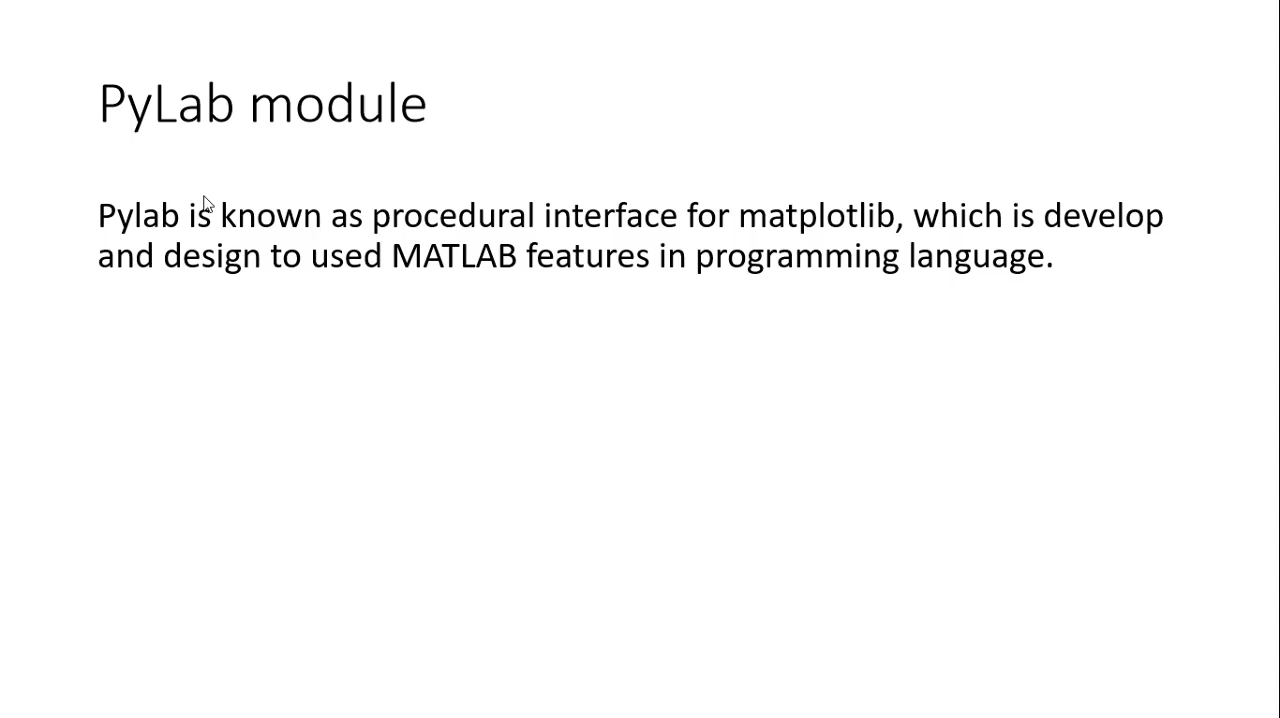 PyLab module
Pylab is known as procedural interface for matplotlib, which is develop
and design to used MATLAB features in programming language.